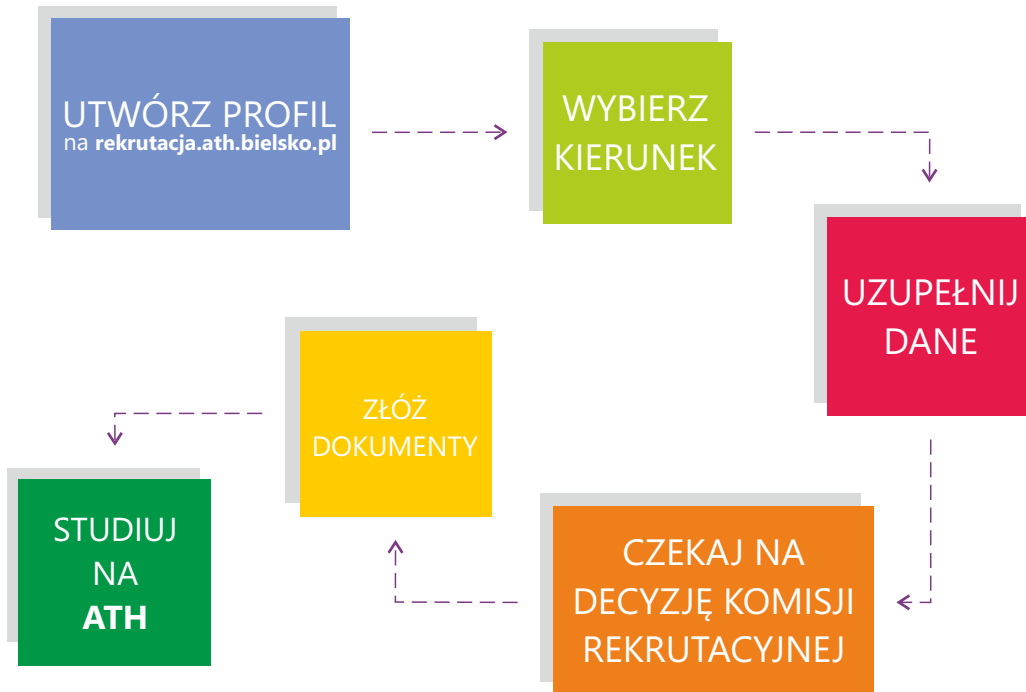 UTWÓRZ PROFIL
na rekrutacja.ath.bielsko.pl
WYBIERZ
KIERUNEK
UZUPEŁNIJ
DANE
CZEKAJ NA
DECYZJĘ KOMISJI
REKRUTACYJNEJ
ZŁÓŻ
DOKUMENTY
STUDIUJ
NA
ATH